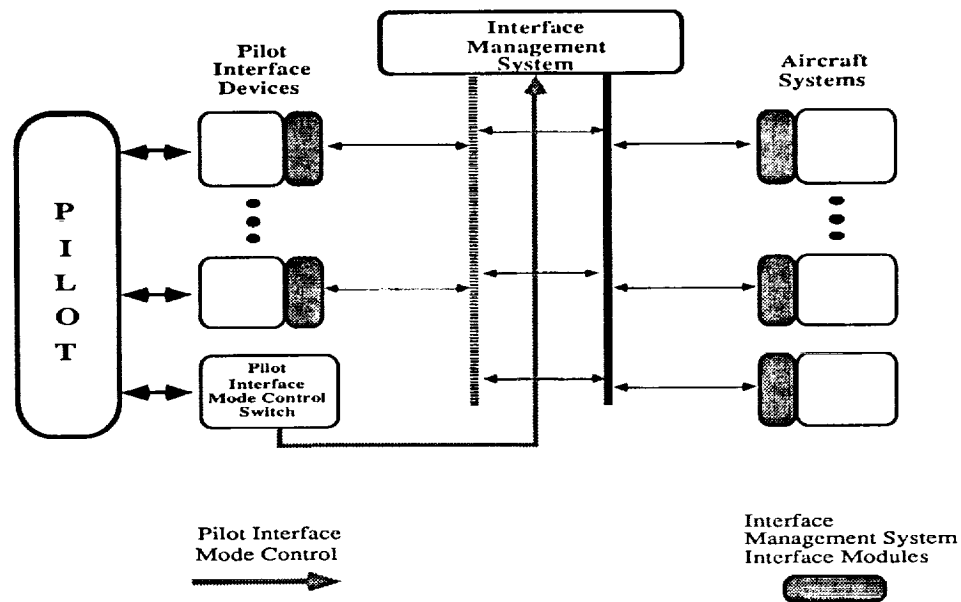 Interface
Management
System
Pilot
Interface
Devices
Aircraft
Systems
PILOT
Pilot
Interface
Mode Control
Switch
Pilot Interface
Mode Control
Interface
Management System
Interface Modules